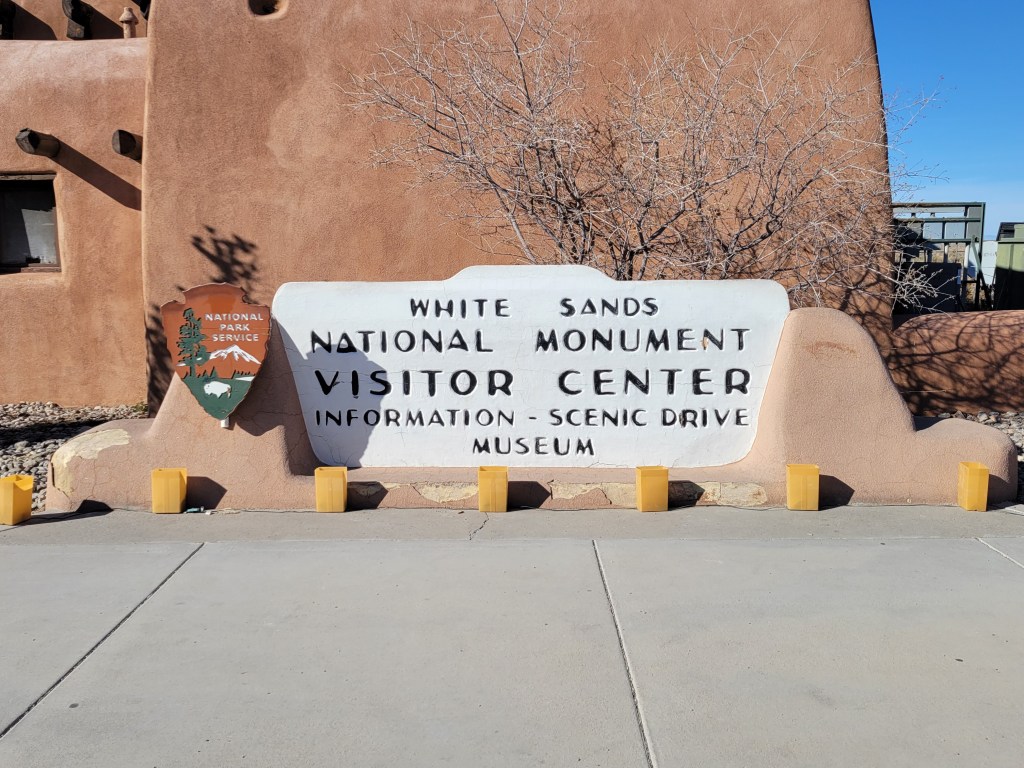 NATIONAL
PARK
SERVICE
WHITE SANDS
NATIONAL MONUMENT
VISITOR CENTER
INFORMATION - SCENIC DRIVE
MUSEUM